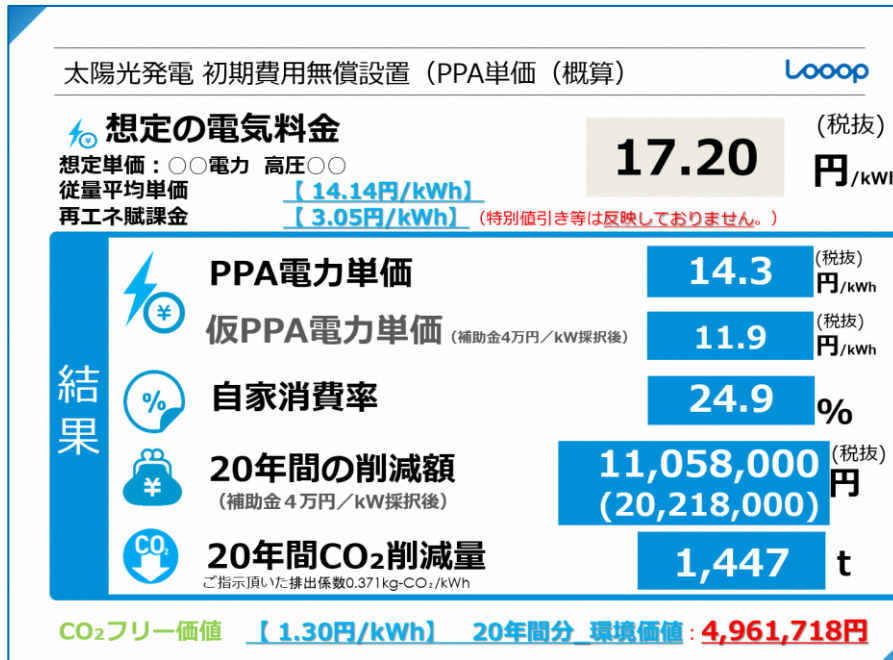 太陽光発電 初期費用無償設置（PPA単価（概算）
Looop
想定の電気料金
想定単価：○○電力 高圧○○
従量平均単価 【 14.14円/kWh】
再エネ賦課金 【 3.05円/kWh】（特別値引き等は反映しておりません。）
17.20
(税抜)
円/kWh
結果
PPA電力単価
14.3
(税抜)
円/kWh
仮PPA電力単価（補助金4万円／kW採択後）
11.9
(税抜)
円/kWh
自家消費率
24.9
%
20年間の削減額
（補助金４万円／kW採択後）
11,058,000
(20,218,000)
(税抜)
円
CO₂
20年間CO₂削減量
ご指示頂いた排出係数0.371kg-CO₂/kWh
1,447
t
CO₂フリー価値 【 1.30円/kWh】 20年間分_環境価値：4,961,718円